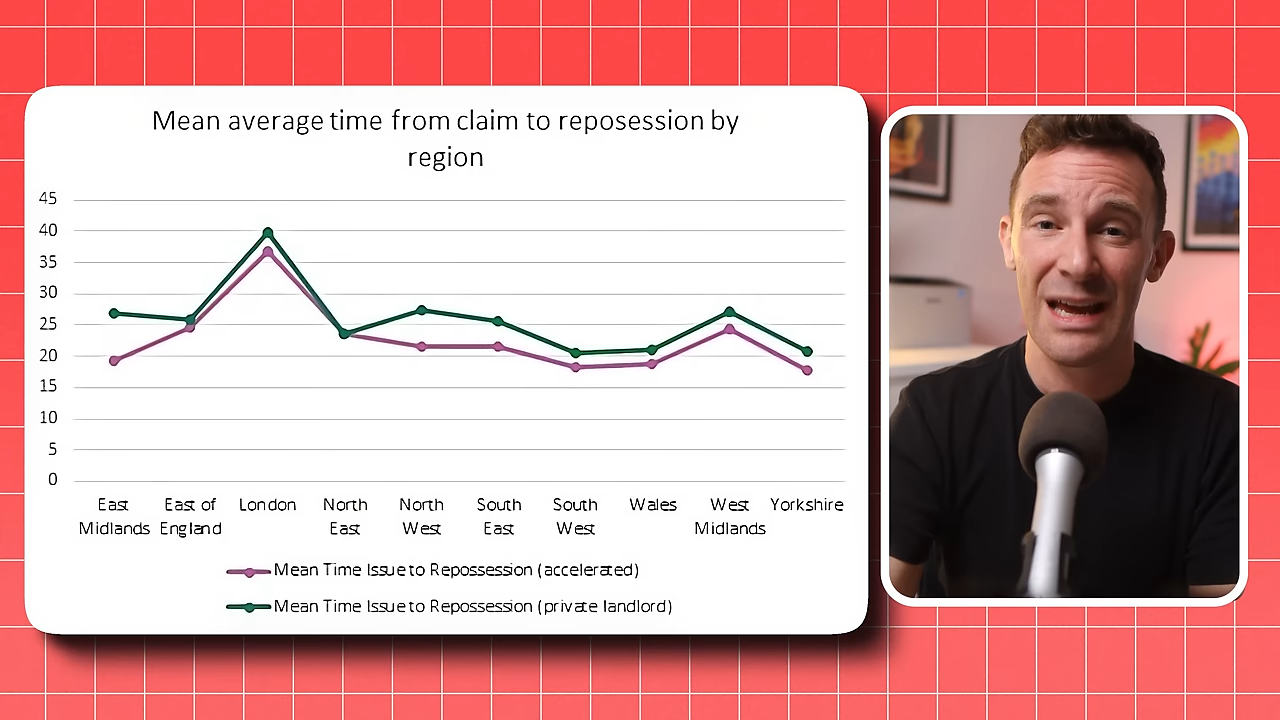 Mean average time from claim to reposession by
region
45
40
35
30
25
20
15
10
5
0
East Midlands
East of England
London
North East
North West
South East
South West
Wales
West Midlands
Yorkshire
Mean Time Issue to Repossession (accelerated)
Mean Time Issue to Repossession (private landlord)